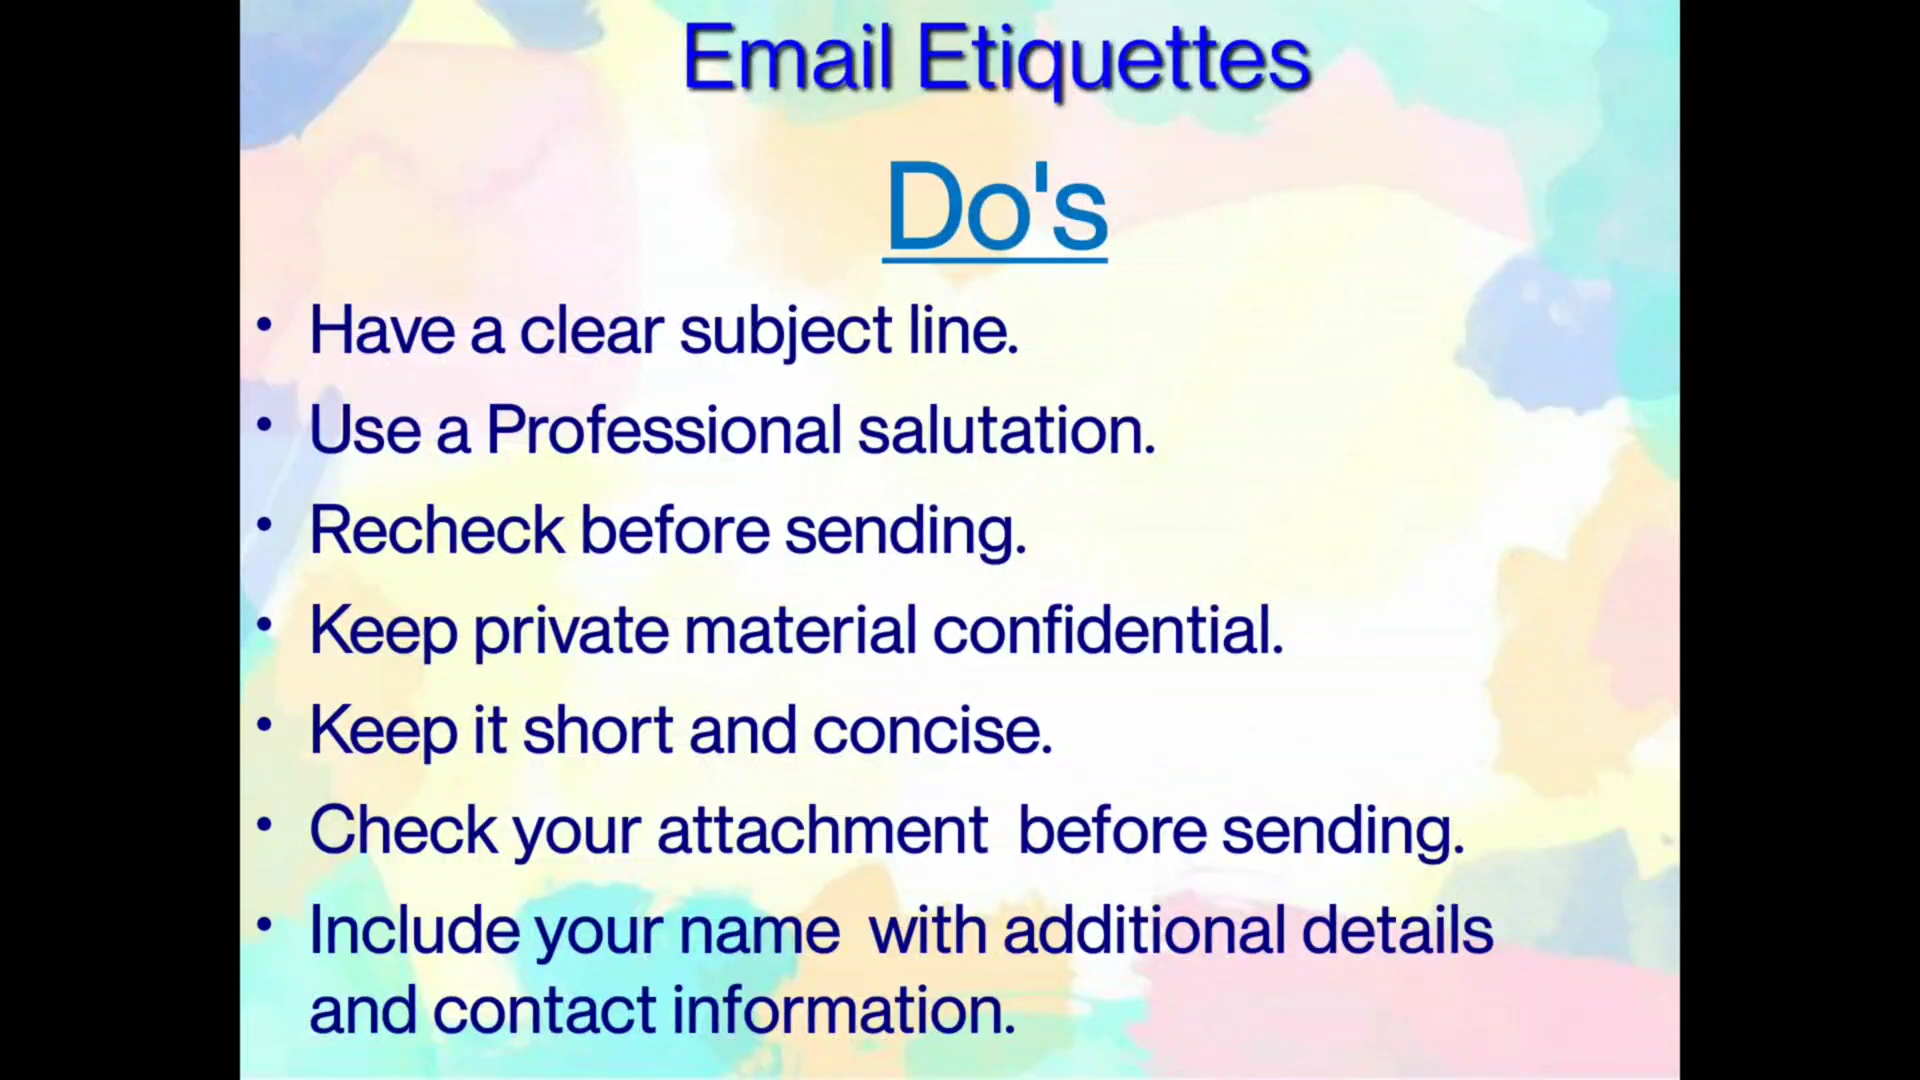 Email Etiquettes
Do's
• Have a clear subject line.
• Use a Professional salutation.
• Recheck before sending.
• Keep private material confidential.
• Keep it short and concise.
• Check your attachment  before sending.
• Include your name  with additional details
and contact information.